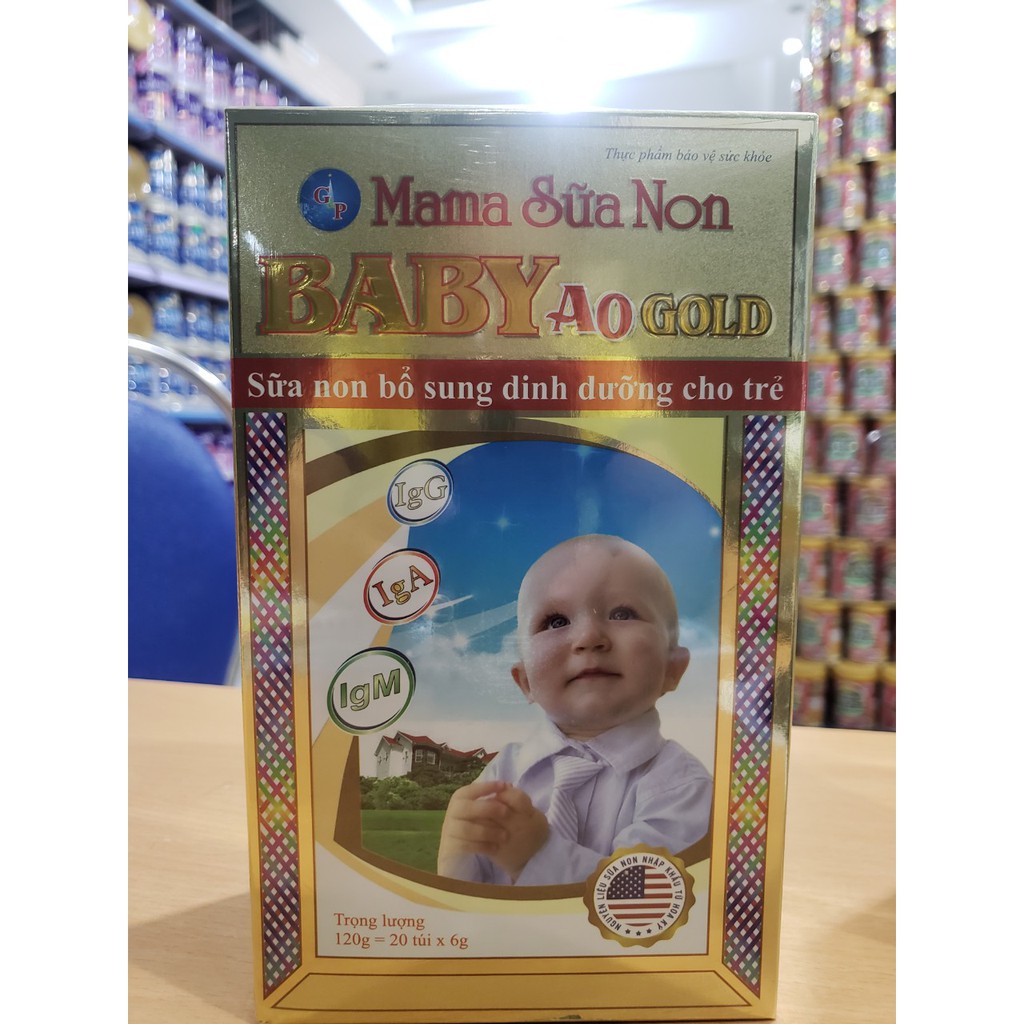 Thực phẩm bảo vệ sức khỏe
GP
Mama Sữa Non
BABY AO GOLD
Sữa non bổ sung dinh dưỡng cho trẻ
IgG
IgA
IgM
NGUYÊN LIỆU SỮA NON NHẬP KHẨU TỪ HOA KỲ
Trọng lượng
120g = 20 túi x 6g